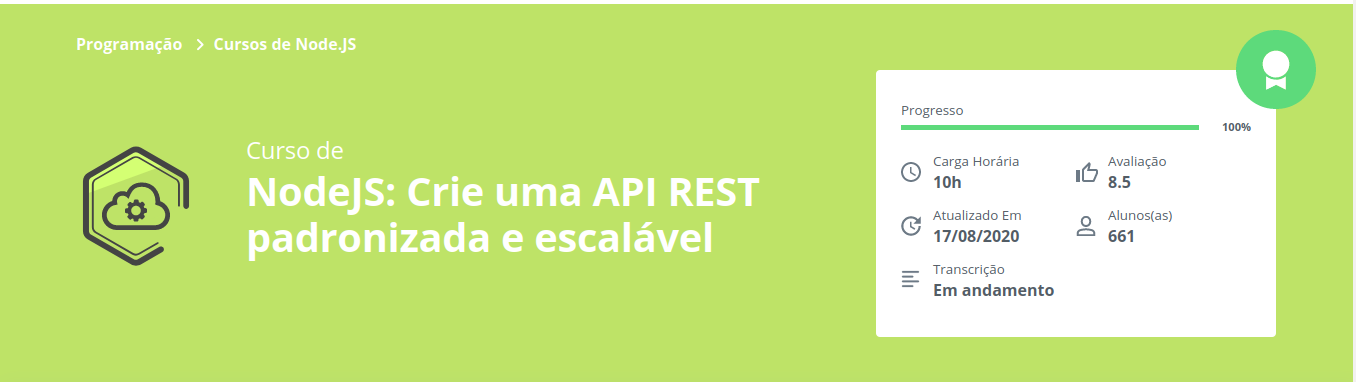 Programação > Cursos de Node.JS
Curso de
NodeJS: Crie uma API REST
padronizada e escalável
Progresso
100%
Carga Horária
10h
Avaliação
8.5
Atualizado Em
17/08/2020
Alunos(as)
661
Transcrição
Em andamento